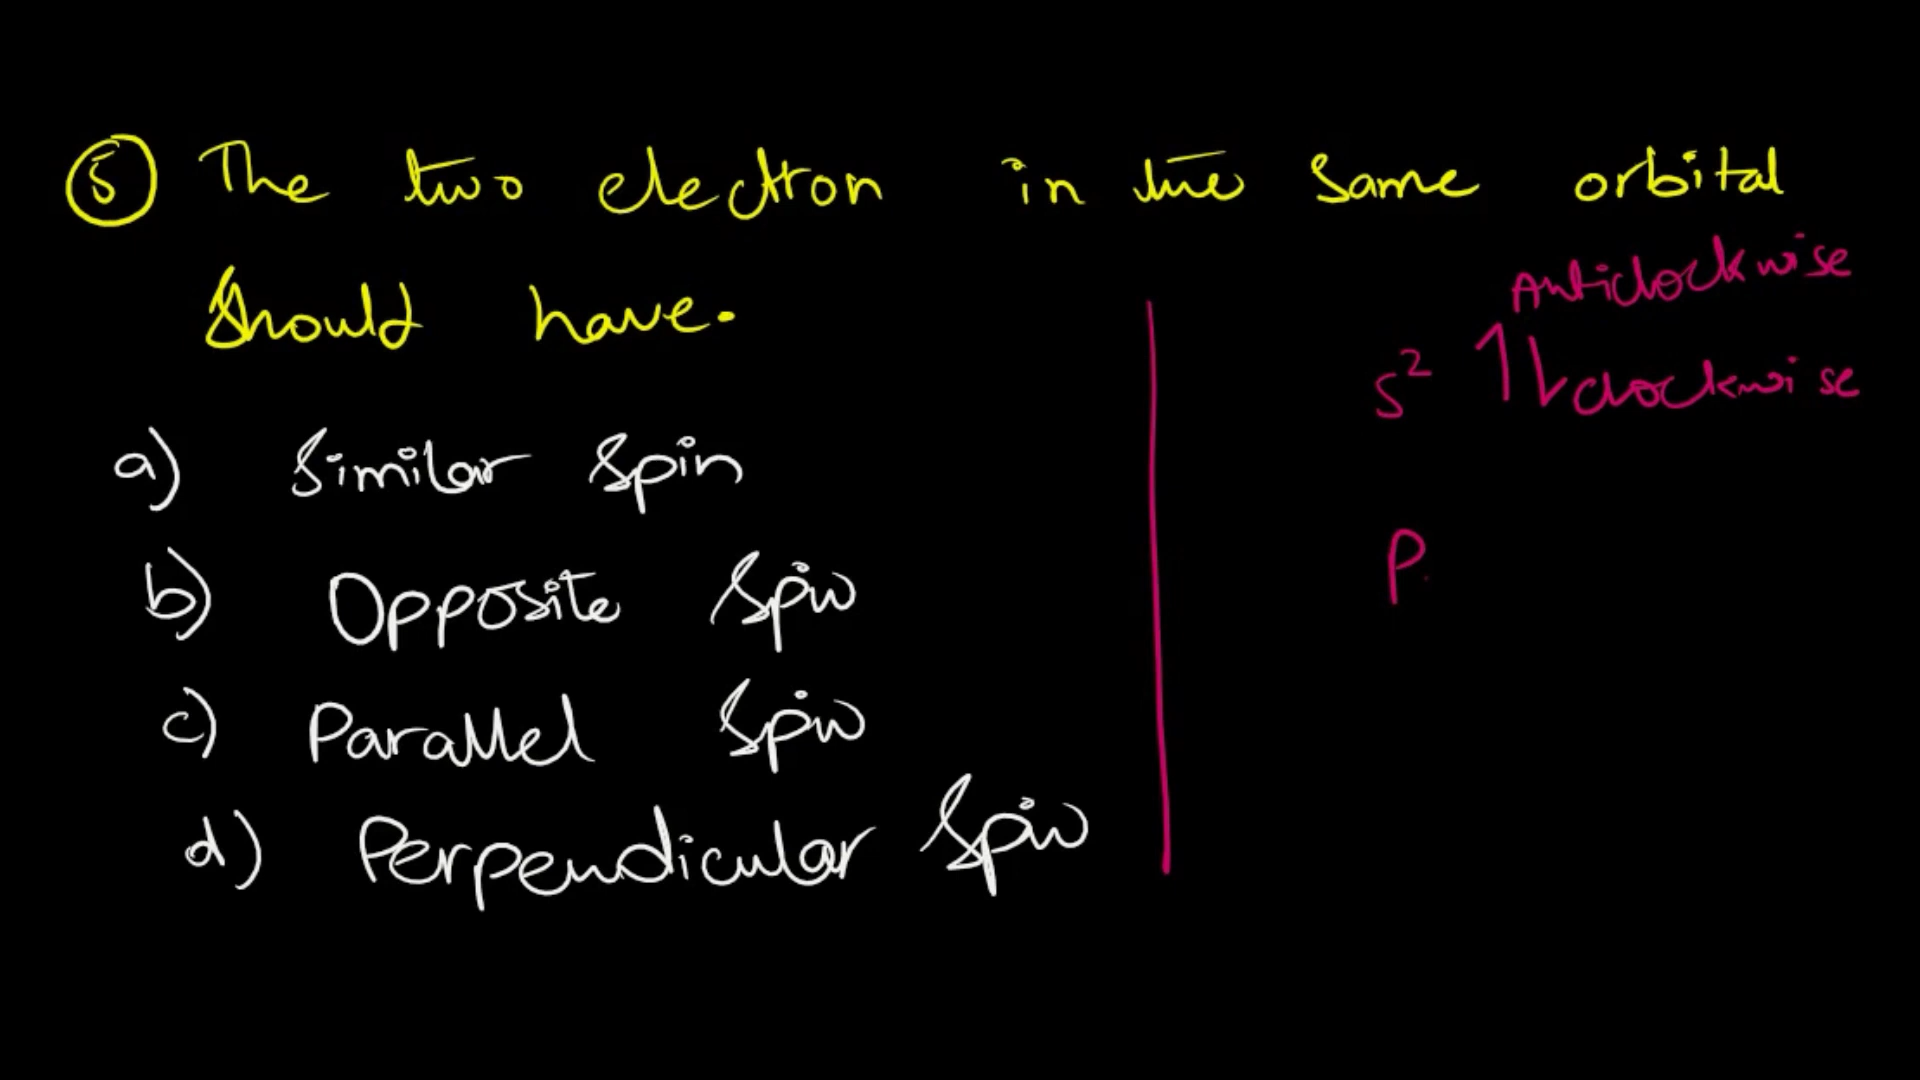 5 The two electron in the same orbital
should have.
a) Similar spin
b) Opposite spin
c) Parallel spin
d) Perpendicular spin
Anticlockwise
s² ↑↓ clockwise
P